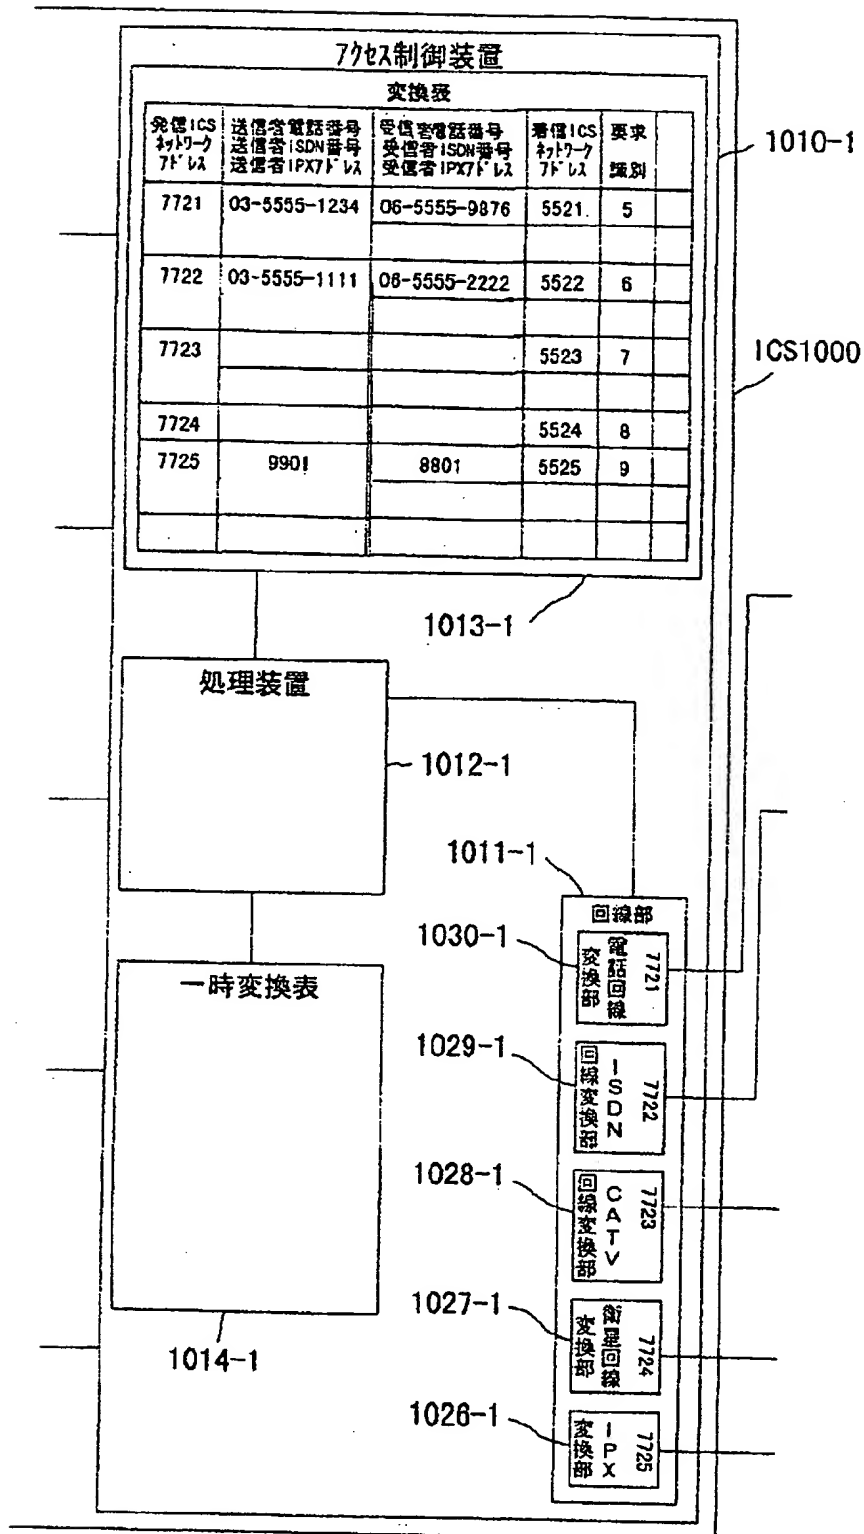 アクセス制御装置
変換表
発信ICS
ネットワーク
アドレス
送信者電話番号
送信者ISDN番号
送信者IPXアドレス
受信者電話番号
受信者ISDN番号
受信者IPXアドレス
着信ICS
ネットワーク
アドレス
要求
識別
7721 03-5555-1234 06-5555-9876 5521 5
7722 03-5555-1111 06-5555-2222 5522 6
7723 5523 7
7724 5524 8
7725 9901 8801 5525 9
1010-1
ICS1000
1013-1
処理装置
1012-1
1011-1
回線部
1030-1
電話回線
変換部
7721
一時変換表
1029-1
ISDN
回線変換部
7722
1028-1
CATV
回線変換部
7723
1027-1
衛星回線
変換部
7724
1014-1
1026-1
IPX
変換部
7725